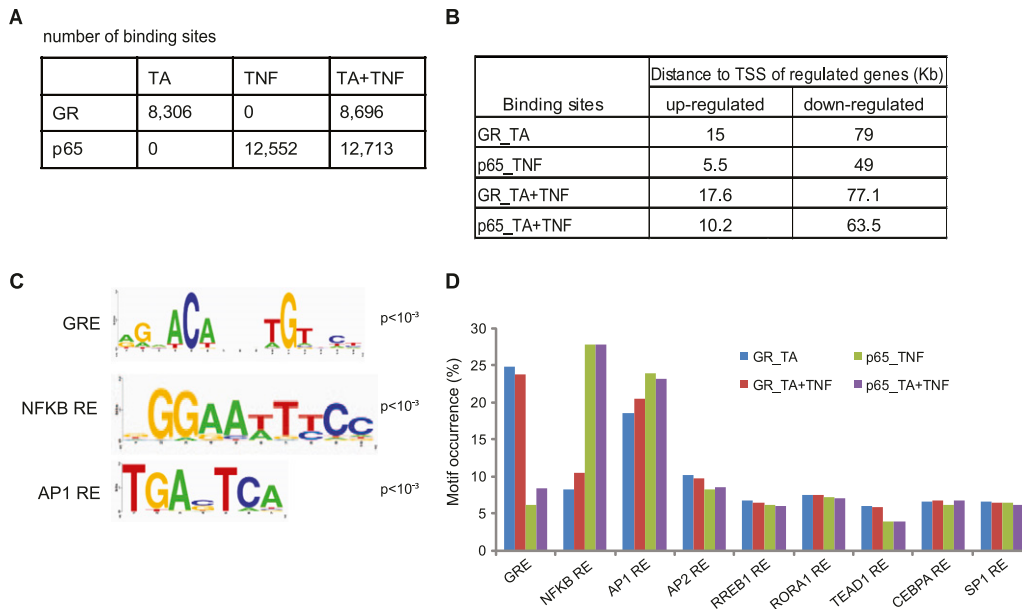 A
number of binding sites
TA TNF TA+TNF
GR 8,306 0 8,696
p65 0 12,552 12,713
B
Binding sites Distance to TSS of regulated genes (Kb)
up-regulated down-regulated
GR_TA 15 79
p65_TNF 5.5 49
GR_TA+TNF 17.6 77.1
p65_TA+TNF 10.2 63.5
C
GRE p<10⁻³
NFKB RE p<10⁻³
AP1 RE p<10⁻³
D
Motif occurrence (%)
30
25
20
15
10
5
0
GR_TA p65_TNF
GR_TA+TNF p65_TA+TNF
GRE NFKB RE AP1 RE AP2 RE RREB1 RE RORA1 RE TEAD1 RE CEBPA RE SP1 RE